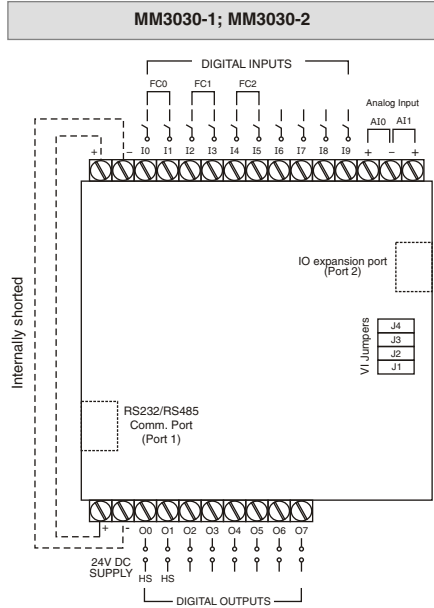 MM3030-1; MM3030-2
DIGITAL INPUTS
FC0 FC1 FC2
Analog Input
AI0 AI1
+ – I0 I1 I2 I3 I4 I5 I6 I7 I8 I9 + – +
IO expansion port
(Port 2)
Internally shorted
VI Jumpers
J4
J3
J2
J1
RS232/RS485
Comm. Port
(Port 1)
+ - O0 O1 O2 O3 O4 O5 O6 O7
24V DC
SUPPLY
HS HS
DIGITAL OUTPUTS